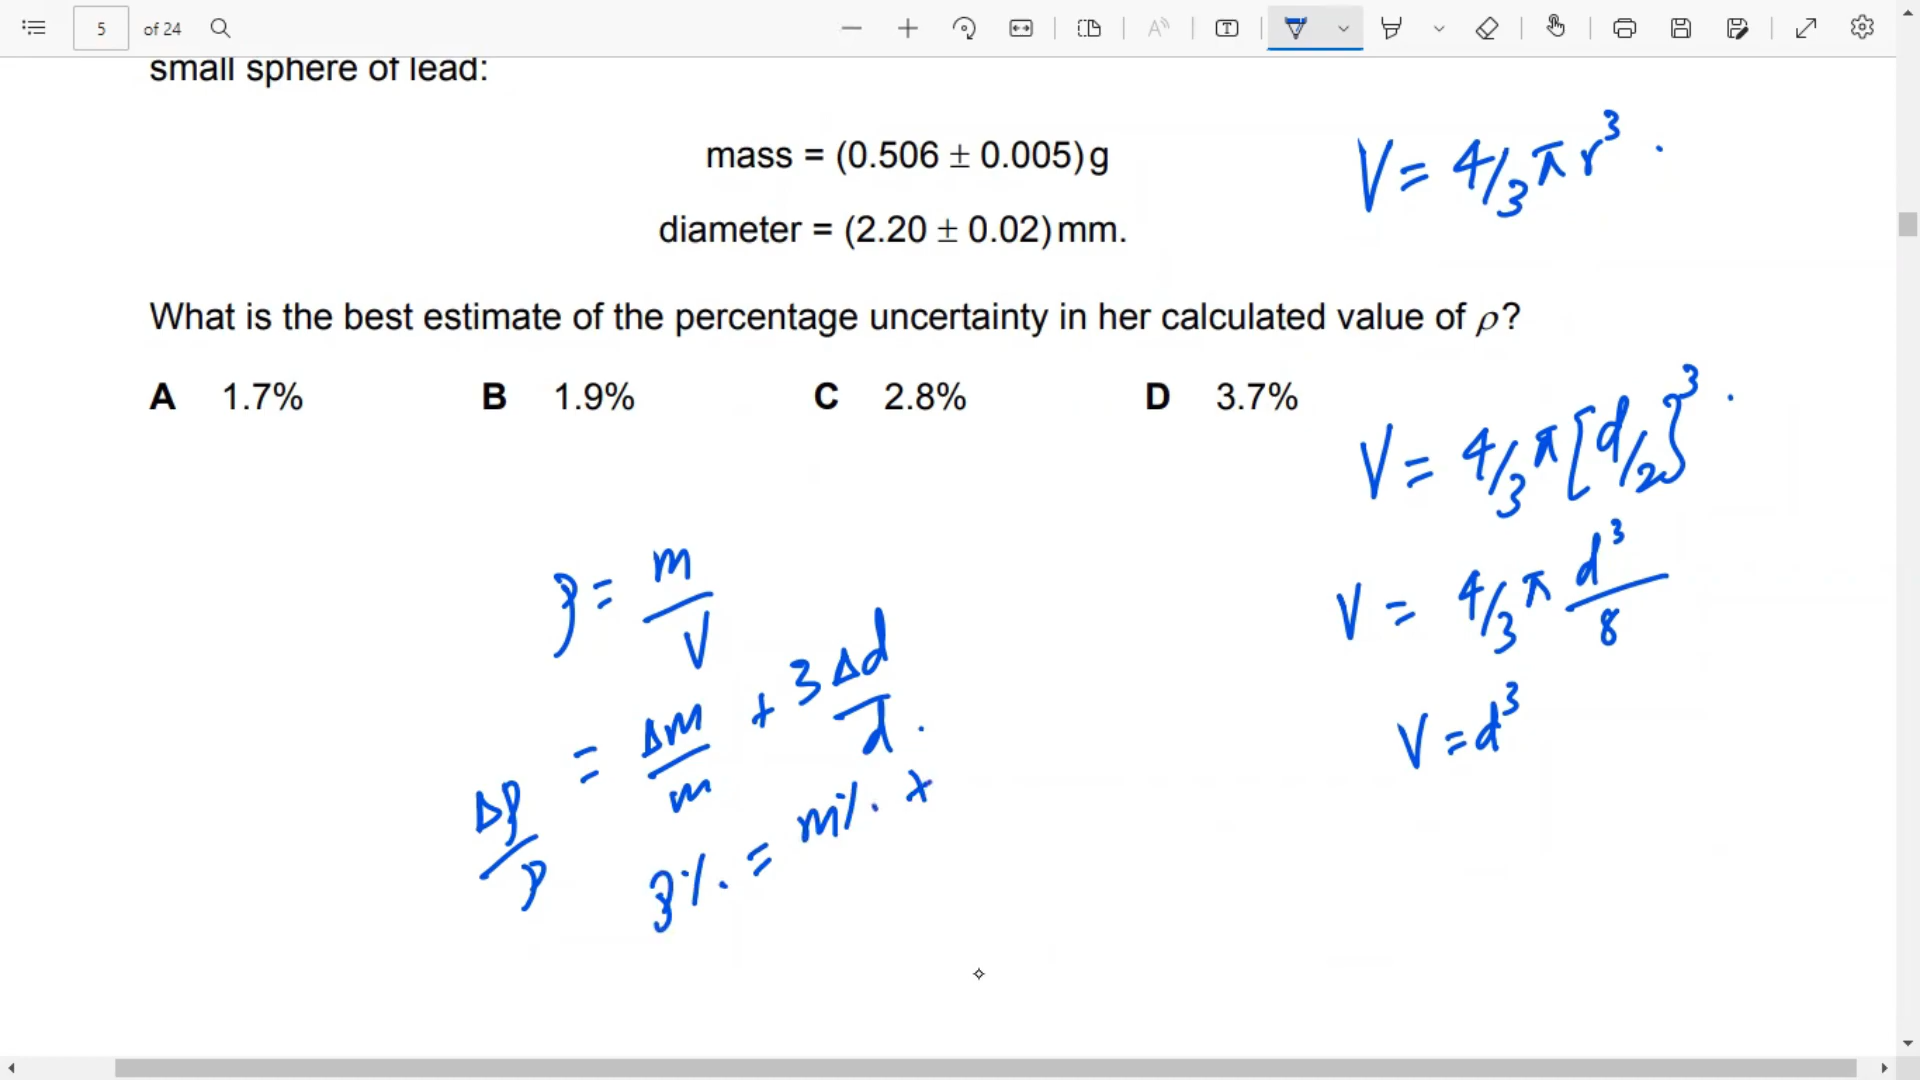 5 of 24
small sphere of lead:
mass = (0.506 ± 0.005) g
diameter = (2.20 ± 0.02) mm.
What is the best estimate of the percentage uncertainty in her calculated value of ρ?
A 1.7% B 1.9% C 2.8% D 3.7%
V = 4/3 π r³ .
V = 4/3 π [d/2]³ .
V = 4/3 π d³/8
V = d³
ρ = m/V
Δρ/ρ = Δm/m + 3 Δd/d .
ρ% = m% +